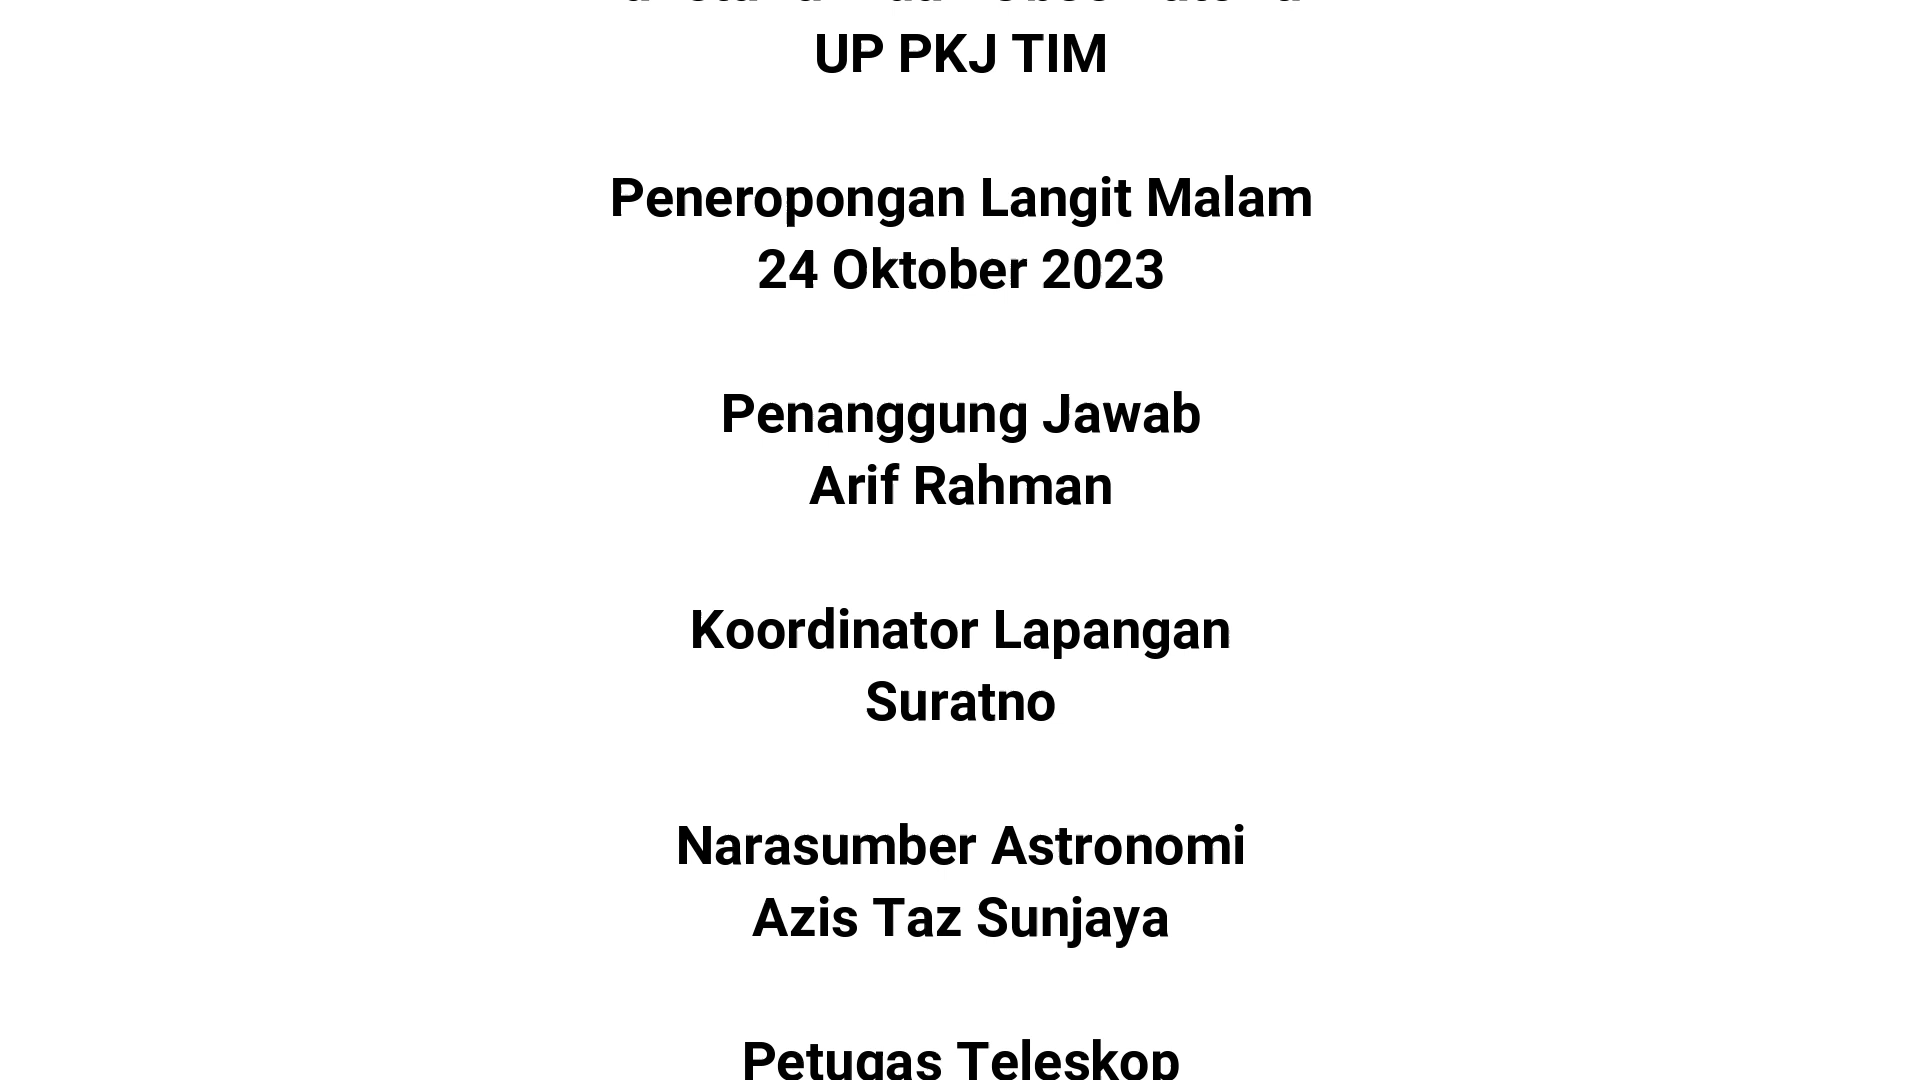 UP PKJ TIM
Peneropongan Langit Malam
24 Oktober 2023
Penanggung Jawab
Arif Rahman
Koordinator Lapangan
Suratno
Narasumber Astronomi
Azis Taz Sunjaya
Petugas Teleskop